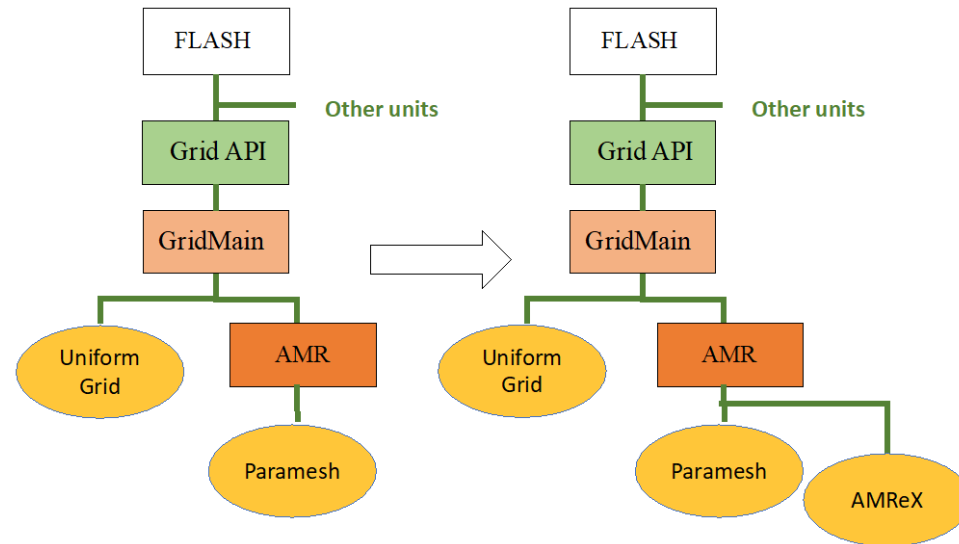 FLASH
Other units
Grid API
GridMain
Uniform
Grid
AMR
Paramesh
FLASH
Other units
Grid API
GridMain
Uniform
Grid
AMR
Paramesh
AMReX